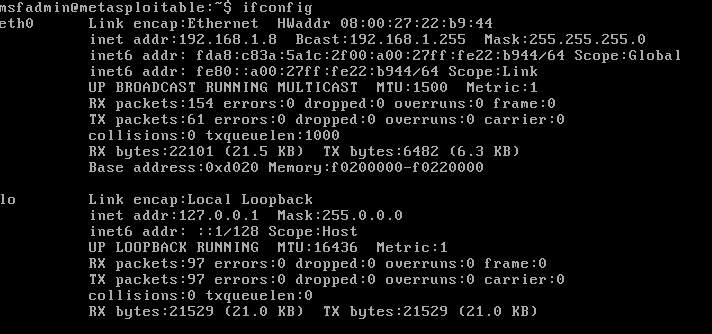 msfadmin@metasploitable:~$ ifconfig
eth0 Link encap:Ethernet HWaddr 08:00:27:22:b9:44
inet addr:192.168.1.8 Bcast:192.168.1.255 Mask:255.255.255.0
inet6 addr: fda8:c83a:5a1c:2f00:a00:27ff:fe22:b944/64 Scope:Global
inet6 addr: fe80::a00:27ff:fe22:b944/64 Scope:Link
UP BROADCAST RUNNING MULTICAST MTU:1500 Metric:1
RX packets:154 errors:0 dropped:0 overruns:0 frame:0
TX packets:61 errors:0 dropped:0 overruns:0 carrier:0
collisions:0 txqueuelen:1000
RX bytes:22101 (21.5 KB) TX bytes:6482 (6.3 KB)
Base address:0xd020 Memory:f0200000-f0220000
lo Link encap:Local Loopback
inet addr:127.0.0.1 Mask:255.0.0.0
inet6 addr: ::1/128 Scope:Host
UP LOOPBACK RUNNING MTU:16436 Metric:1
RX packets:97 errors:0 dropped:0 overruns:0 frame:0
TX packets:97 errors:0 dropped:0 overruns:0 carrier:0
collisions:0 txqueuelen:0
RX bytes:21529 (21.0 KB) TX bytes:21529 (21.0 KB)